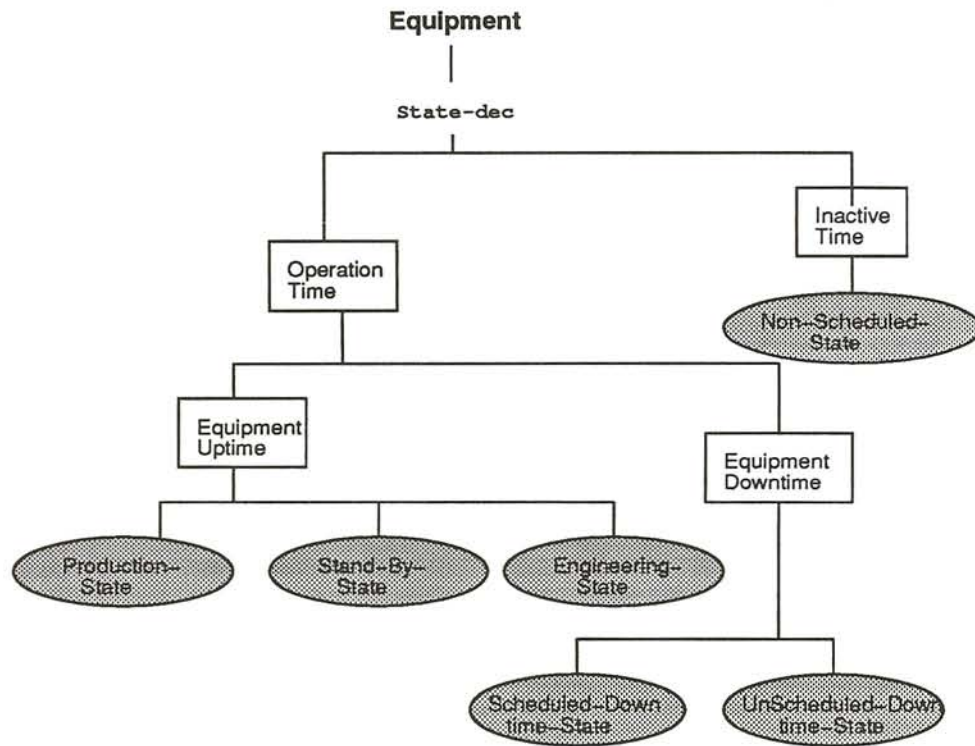 Equipment
State-dec
Inactive
Time
Operation
Time
Non-Scheduled-
State
Equipment
Uptime
Equipment
Downtime
Production-
State
Stand-By-
State
Engineering-
State
Scheduled-Down
time-State
UnScheduled-Down
time-State